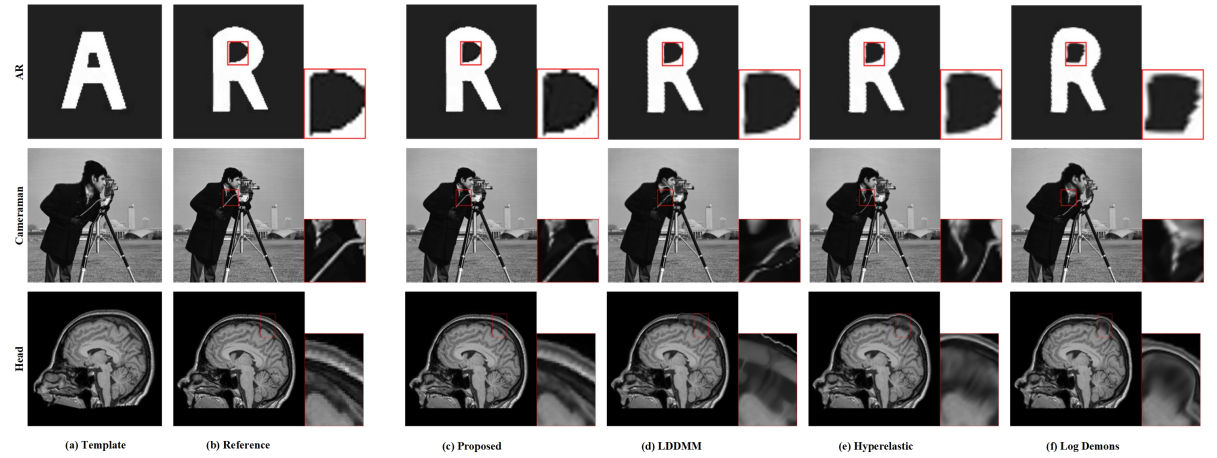 AR
A
R
R
R
R
R
Cameraman
Head
(a) Template
(b) Reference
(c) Proposed
(d) LDDMM
(e) Hyperelastic
(f) Log Demons